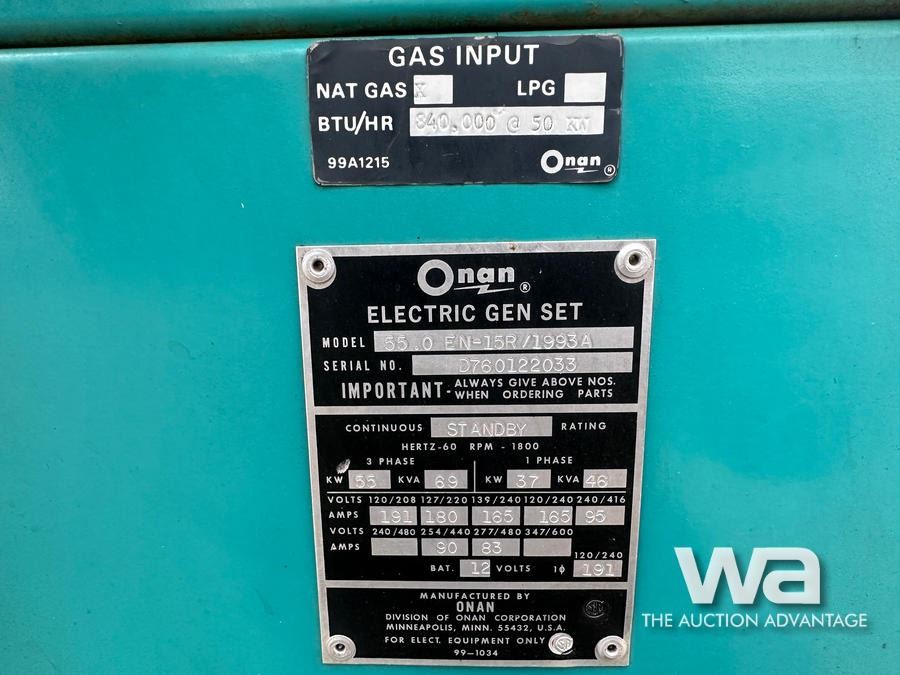 GAS INPUT
NAT GAS X LPG
BTU/HR 840,000 @ 50 KW
99A1215 Onan ®
Onan ®
ELECTRIC GEN SET
MODEL 55.0 EN-15R/1993A
SERIAL NO. D760122033
IMPORTANT- ALWAYS GIVE ABOVE NOS.
WHEN ORDERING PARTS
CONTINUOUS STANDBY RATING
HERTZ-60 RPM - 1800
3 PHASE 1 PHASE
KW 55 KVA 69 KW 37 KVA 46
VOLTS 120/208 127/220 139/240 120/240 240/416
AMPS 191 180 165 165 95
VOLTS 240/480 254/440 277/480 347/600
AMPS 90 83
120/240
BAT. 12 VOLTS 1ϕ 191
MANUFACTURED BY
ONAN
DIVISION OF ONAN CORPORATION
MINNEAPOLIS, MINN. 55432, U.S.A.
FOR ELECT. EQUIPMENT ONLY
99-1034
wa
THE AUCTION ADVANTAGE